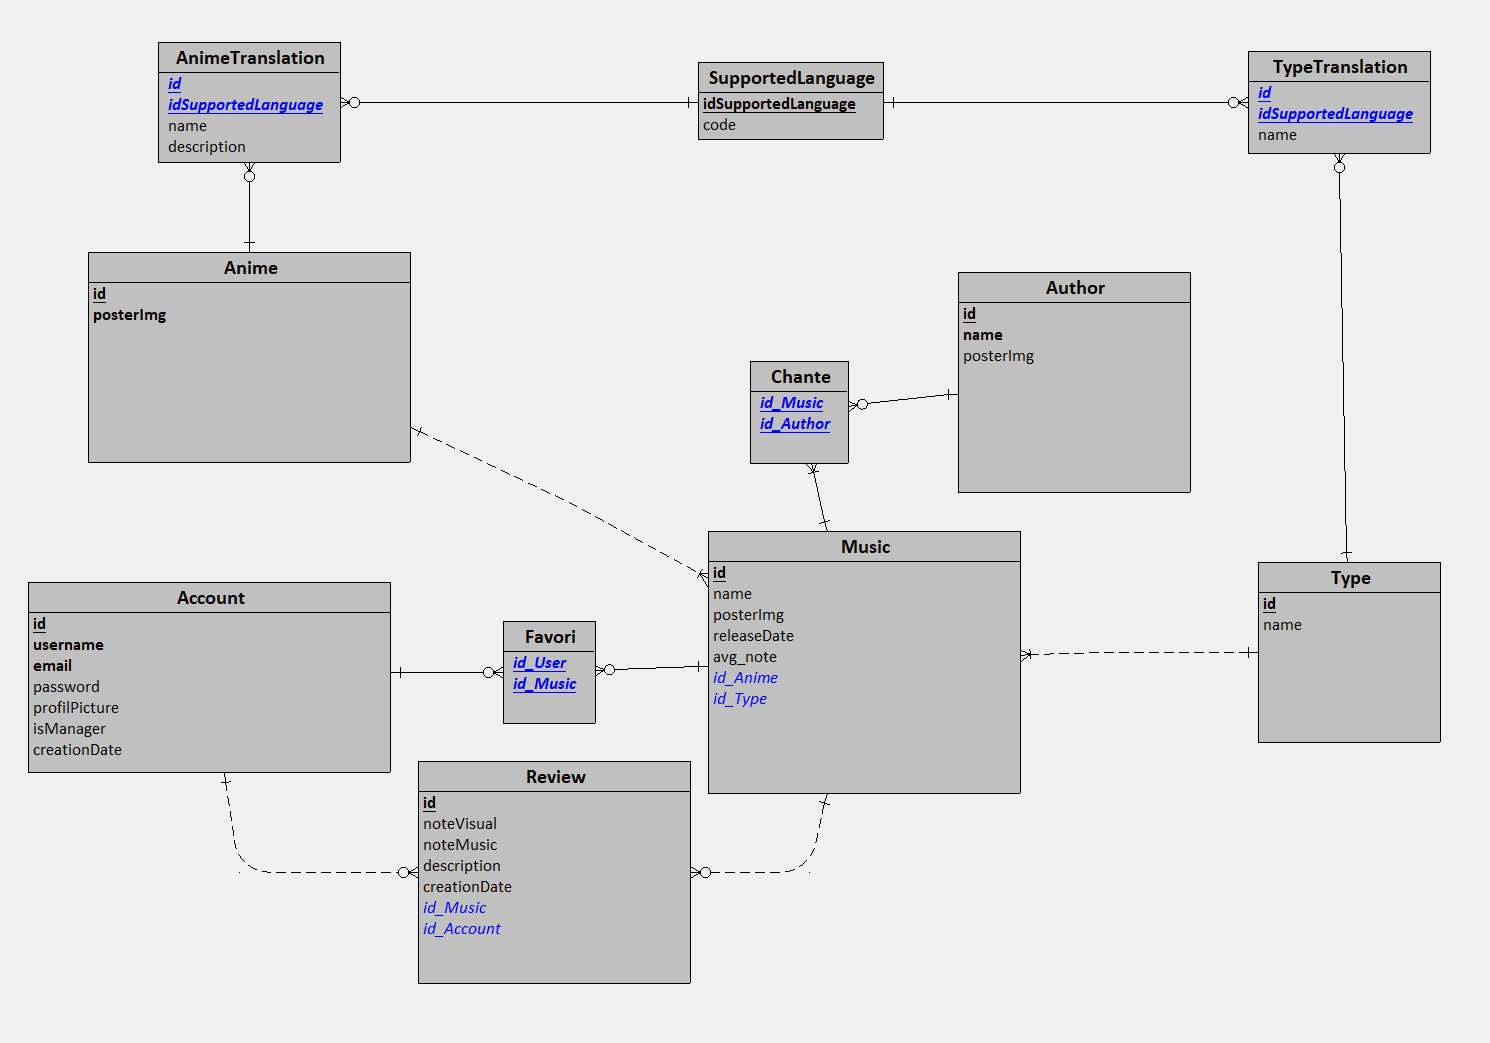 AnimeTranslation
id
idSupportedLanguage
name
description
SupportedLanguage
idSupportedLanguage
code
TypeTranslation
id
idSupportedLanguage
name
Anime
id
posterImg
Author
id
name
posterImg
Chante
id_Music
id_Author
Music
id
name
posterImg
releaseDate
avg_note
id_Anime
id_Type
Type
id
name
Account
id
username
email
password
profilPicture
isManager
creationDate
Favori
id_User
id_Music
Review
id
noteVisual
noteMusic
description
creationDate
id_Music
id_Account